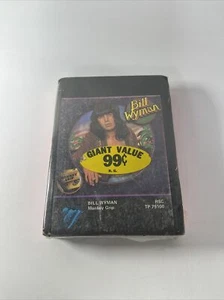 Bill
Wyman
GIANT VALUE
99¢
BILL WYMAN
Monkey Grip
RSC
TP 79100